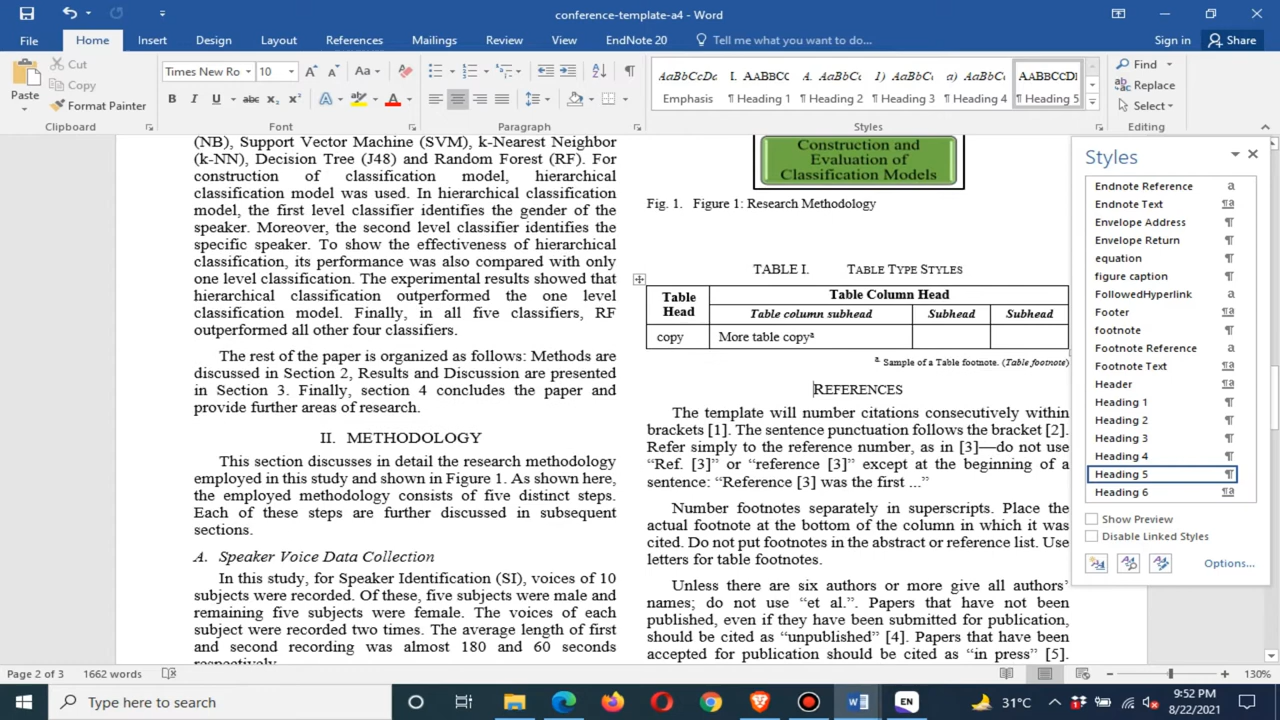 conference-template-a4 - Word
File
Home
Insert
Design
Layout
References
Mailings
Review
View
EndNote 20
Tell me what you want to do...
Sign in
Share
Paste
Cut
Copy
Format Painter
Clipboard
Times New Ro
10
Font
Paragraph
AaBbCcDc
Emphasis
I. AABBCC
¶ Heading 1
A. AaBbCc
¶ Heading 2
1) AaBbCc
¶ Heading 3
a) AaBbCc
¶ Heading 4
AABBCCDI
¶ Heading 5
Styles
Find
Replace
Select
Editing
(NB), Support Vector Machine (SVM), k-Nearest Neighbor
(k-NN), Decision Tree (J48) and Random Forest (RF). For
construction of classification model, hierarchical
classification model was used. In hierarchical classification
model, the first level classifier identifies the gender of the
speaker. Moreover, the second level classifier identifies the
specific speaker. To show the effectiveness of hierarchical
classification, its performance was also compared with only
one level classification. The experimental results showed that
hierarchical classification outperformed the one level
classification model. Finally, in all five classifiers, RF
outperformed all other four classifiers.
The rest of the paper is organized as follows: Methods are
discussed in Section 2, Results and Discussion are presented
in Section 3. Finally, section 4 concludes the paper and
provide further areas of research.
II. METHODOLOGY
This section discusses in detail the research methodology
employed in this study and shown in Figure 1. As shown here,
the employed methodology consists of five distinct steps.
Each of these steps are further discussed in subsequent
sections.
A. Speaker Voice Data Collection
In this study, for Speaker Identification (SI), voices of 10
subjects were recorded. Of these, five subjects were male and
remaining five subjects were female. The voices of each
subject were recorded two times. The average length of first
and second recording was almost 180 and 60 seconds
respectively.
Construction and
Evaluation of
Classification Models
Fig. 1. Figure 1: Research Methodology
TABLE I. TABLE TYPE STYLES
Table Head
Table Column Head
Table column subhead
Subhead
Subhead
copy
More table copyᵃ
a. Sample of a Table footnote. (Table footnote)
REFERENCES
The template will number citations consecutively within
brackets [1]. The sentence punctuation follows the bracket [2].
Refer simply to the reference number, as in [3]—do not use
“Ref. [3]” or “reference [3]” except at the beginning of a
sentence: “Reference [3] was the first ...”
Number footnotes separately in superscripts. Place the
actual footnote at the bottom of the column in which it was
cited. Do not put footnotes in the abstract or reference list. Use
letters for table footnotes.
Unless there are six authors or more give all authors’
names; do not use “et al.”. Papers that have not been
published, even if they have been submitted for publication,
should be cited as “unpublished” [4]. Papers that have been
accepted for publication should be cited as “in press” [5].
Styles
Endnote Reference
Endnote Text
Envelope Address
Envelope Return
equation
figure caption
FollowedHyperlink
Footer
footnote
Footnote Reference
Footnote Text
Header
Heading 1
Heading 2
Heading 3
Heading 4
Heading 5
Heading 6
Show Preview
Disable Linked Styles
Options...
Page 2 of 3
1662 words
130%
Type here to search
EN
31°C
9:52 PM
8/22/2021